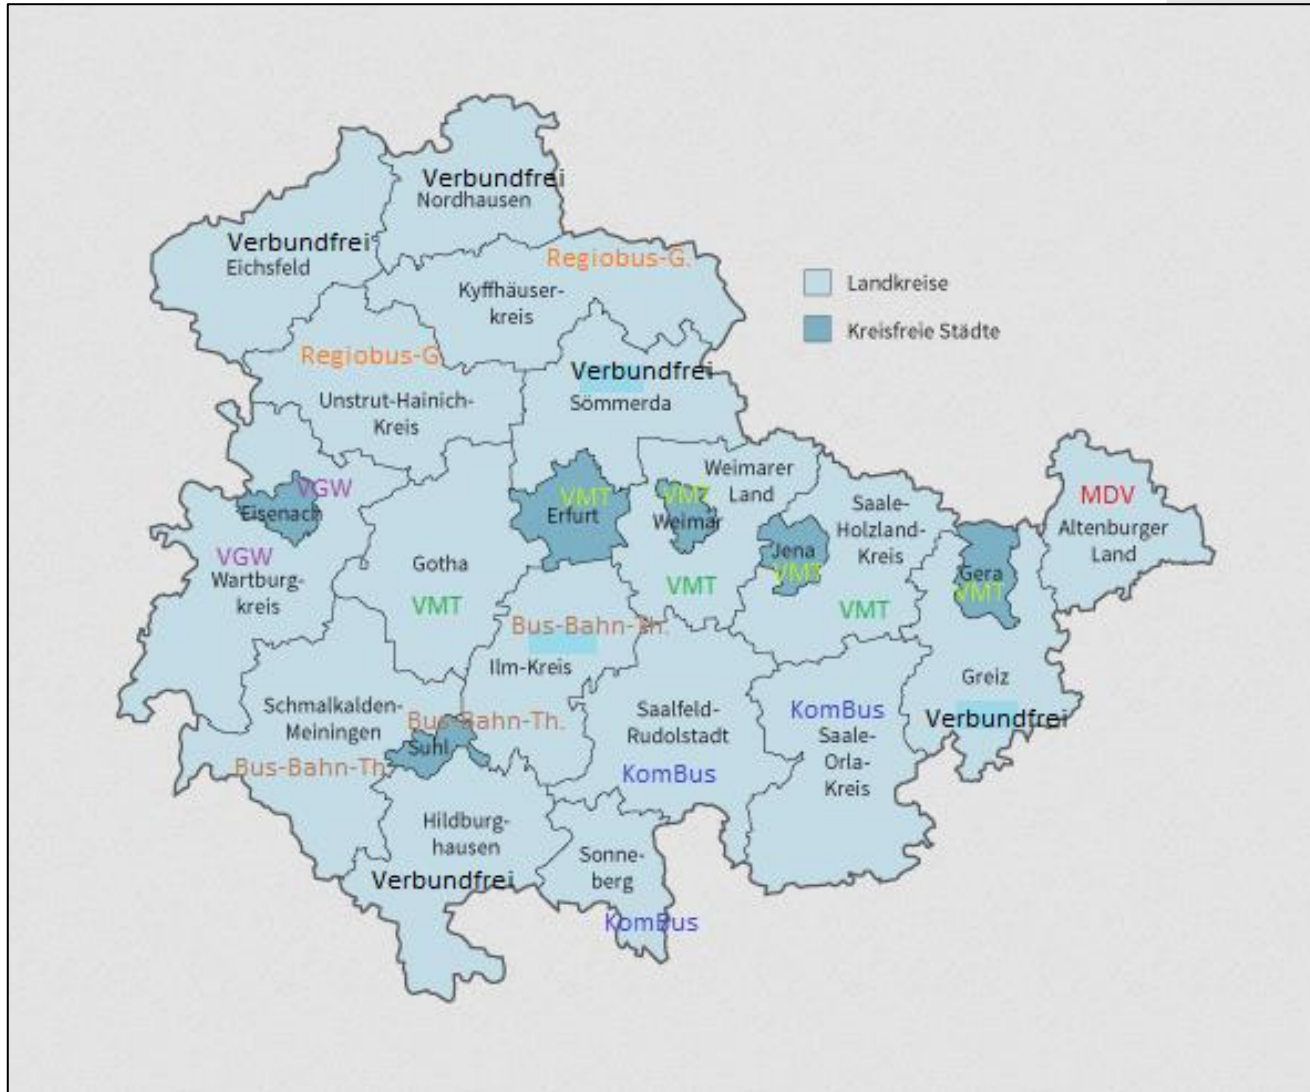 Verbundfrei
Nordhausen
Verbundfrei
Eichsfeld
Regiobus-G.
Kyffhäuser-
kreis
Landkreise
Kreisfreie Städte
Regiobus-G.
Unstrut-Hainich-
Kreis
Verbundfrei
Sömmerda
VGW
Eisenach
VGW
Wartburg-
kreis
Gotha
VMT
VMT
Erfurt
VMT
Weimar
Weimarer
Land
VMT
Jena
VMT
Saale-
Holzland-
Kreis
VMT
Gera
VMT
MDV
Altenburger
Land
Bus-Bahn-Th.
Ilm-Kreis
Greiz
Verbundfrei
Schmalkalden-
Meiningen
Bus-Bahn-Th.
Bus-Bahn-Th.
Suhl
Saalfeld-
Rudolstadt
KomBus
KomBus
Saale-
Orla-
Kreis
Hildburg-
hausen
Verbundfrei
Sonne-
berg
KomBus